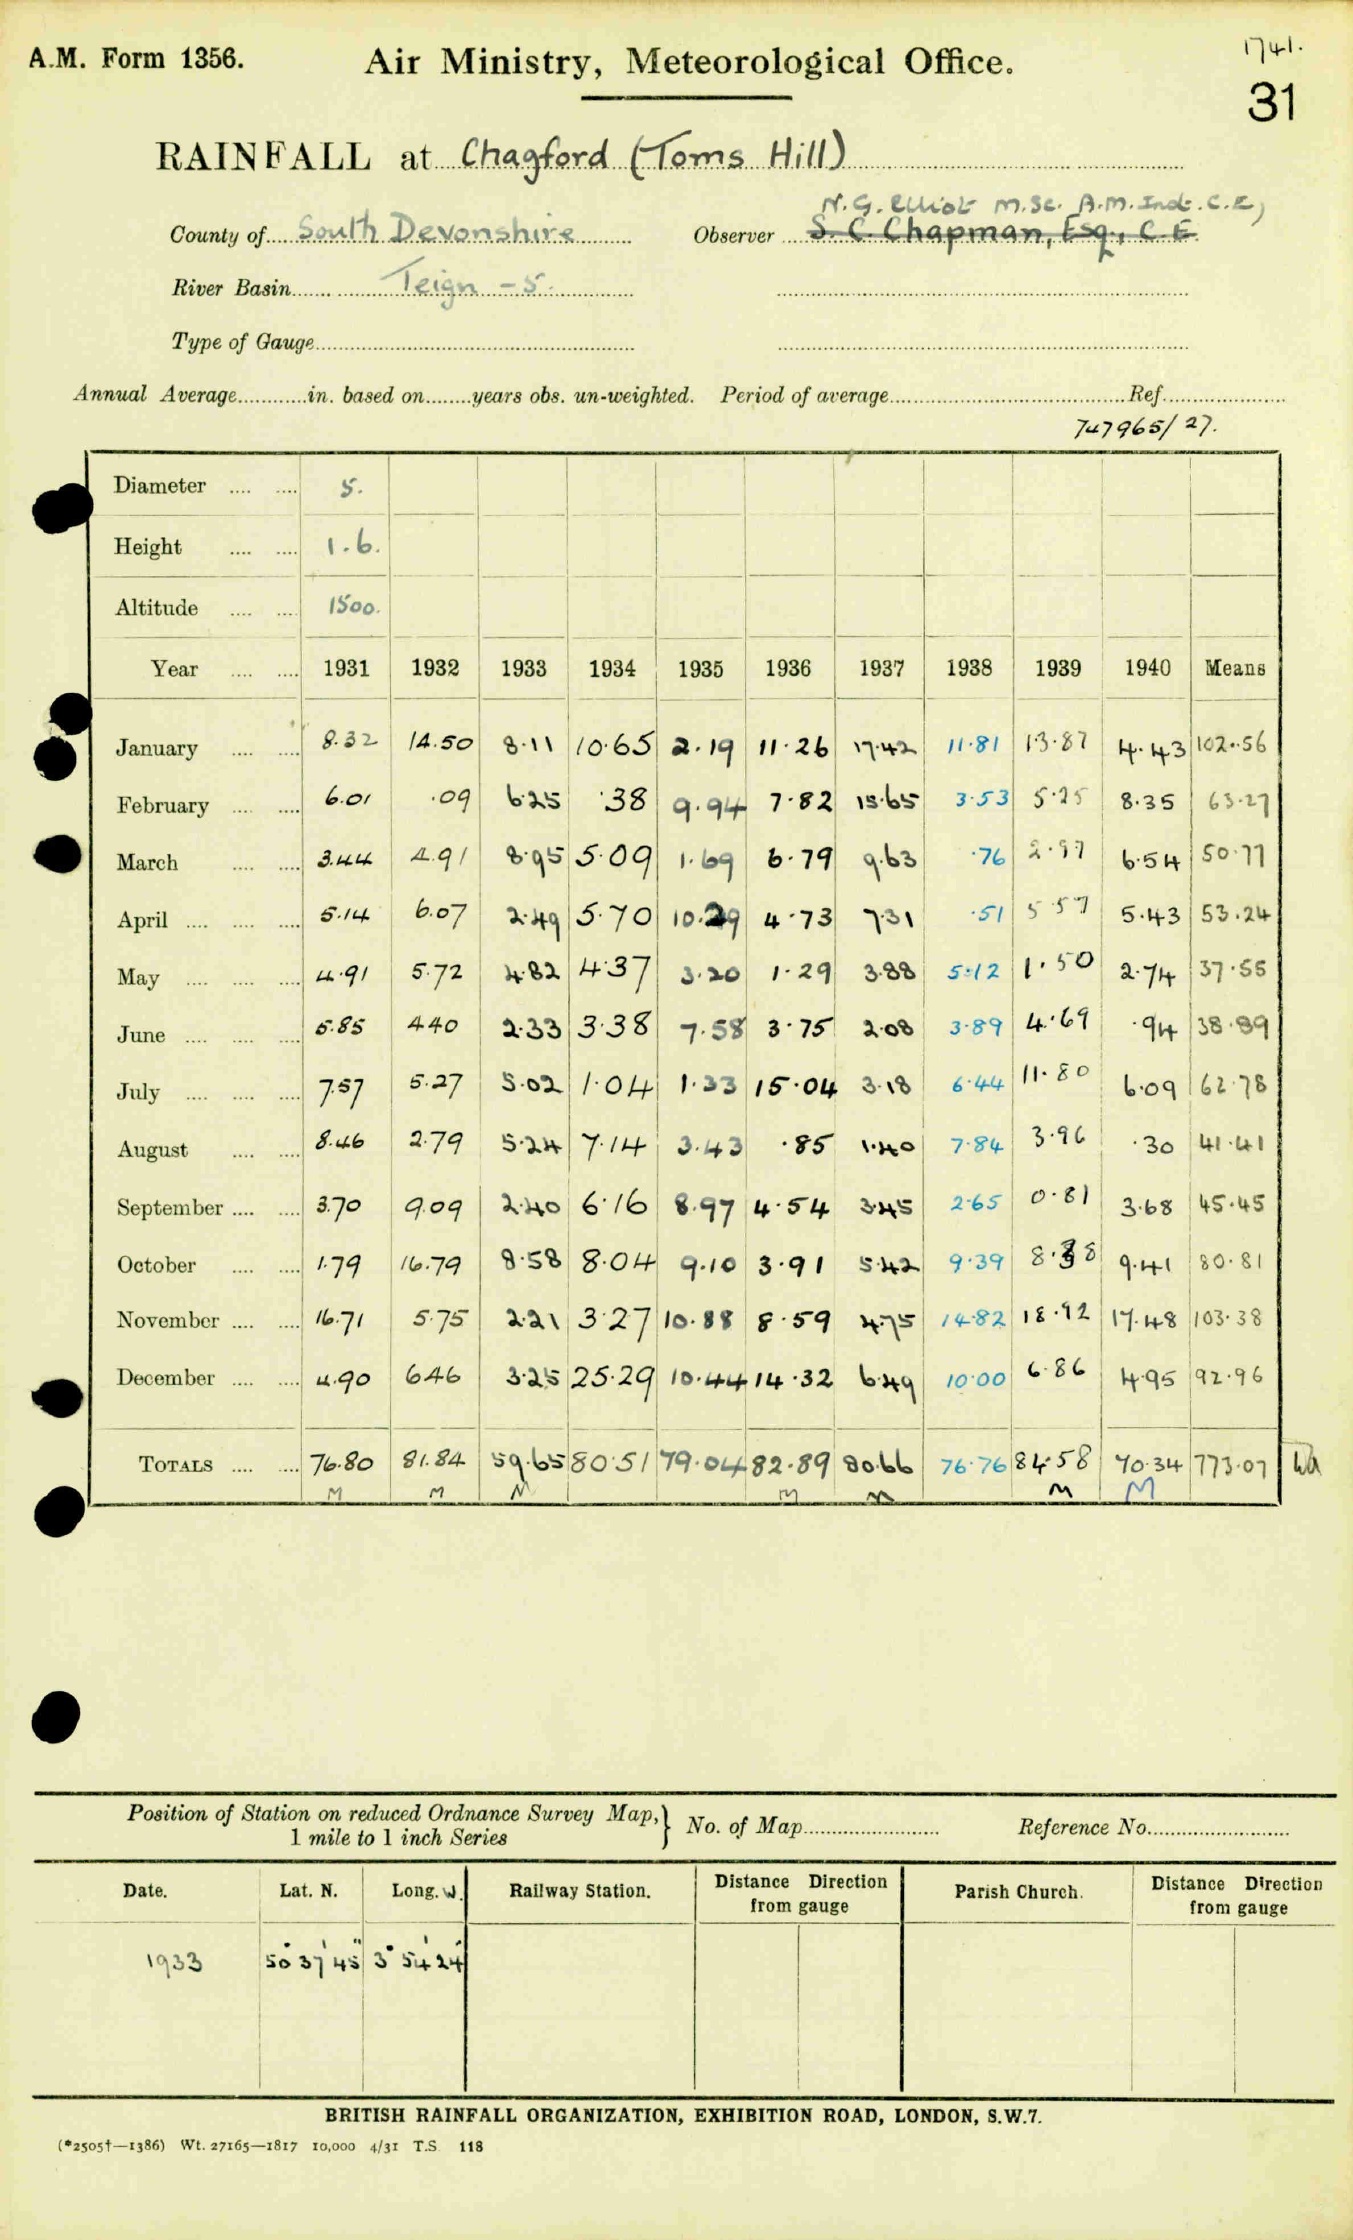 1741.
A.M. Form 1356. Air Ministry, Meteorological Office.
31
RAINFALL at Chagford (Toms Hill)
N. G. Elliot M.Sc. A.M. Inst. C.E,
County of South Devonshire Observer S. C. Chapman, Esq., C.E.
River Basin Teign - 5.
Type of Gauge
Annual Average in. based on years obs. un-weighted. Period of average Ref.
747965/27.
Diameter 5.
Height 1.6.
Altitude 1500.
Year 1931 1932 1933 1934 1935 1936 1937 1938 1939 1940 Means
January 8.32 14.50 8.11 10.65 2.19 11.26 17.42 11.81 13.87 4.43 102.56
February 6.01 .09 6.25 .38 9.94 7.82 15.65 3.53 5.25 8.35 63.27
March 3.44 4.91 8.95 5.09 1.69 6.79 9.63 .76 2.97 6.54 50.77
April 5.14 6.07 2.49 5.70 10.29 4.73 7.31 .51 5.57 5.43 53.24
May 4.91 5.72 4.82 4.37 3.20 1.29 3.88 5.12 1.50 2.74 37.55
June 5.85 4.40 2.33 3.38 7.58 3.75 2.08 3.89 4.69 .94 38.89
July 7.57 5.27 5.02 1.04 1.33 15.04 3.18 6.44 11.80 6.09 62.78
August 8.46 2.79 5.24 7.14 3.43 .85 1.40 7.84 3.96 .30 41.41
September 3.70 9.09 2.40 6.16 8.97 4.54 3.45 2.65 0.81 3.68 45.45
October 1.79 16.79 8.58 8.04 9.10 3.91 5.42 9.39 8.38 9.41 80.81
November 16.71 5.75 2.21 3.27 10.88 8.59 4.75 14.82 18.92 17.48 103.38
December 4.90 6.46 3.25 25.29 10.44 14.32 6.49 10.00 6.86 4.95 92.96
TOTALS 76.80 81.84 59.65 80.51 79.04 82.89 80.66 76.76 84.58 70.34 773.07
M M M M M M M
Position of Station on reduced Ordnance Survey Map, 1 mile to 1 inch Series } No. of Map Reference No.
Date. Lat. N. Long. W. Railway Station. Distance Direction from gauge Parish Church. Distance Direction from gauge
1933 50° 37' 45" 3° 54' 24"
BRITISH RAINFALL ORGANIZATION, EXHIBITION ROAD, LONDON, S.W.7.
(*2505†—1386) Wt. 27165—1817 10,000 4/31 T.S. 118